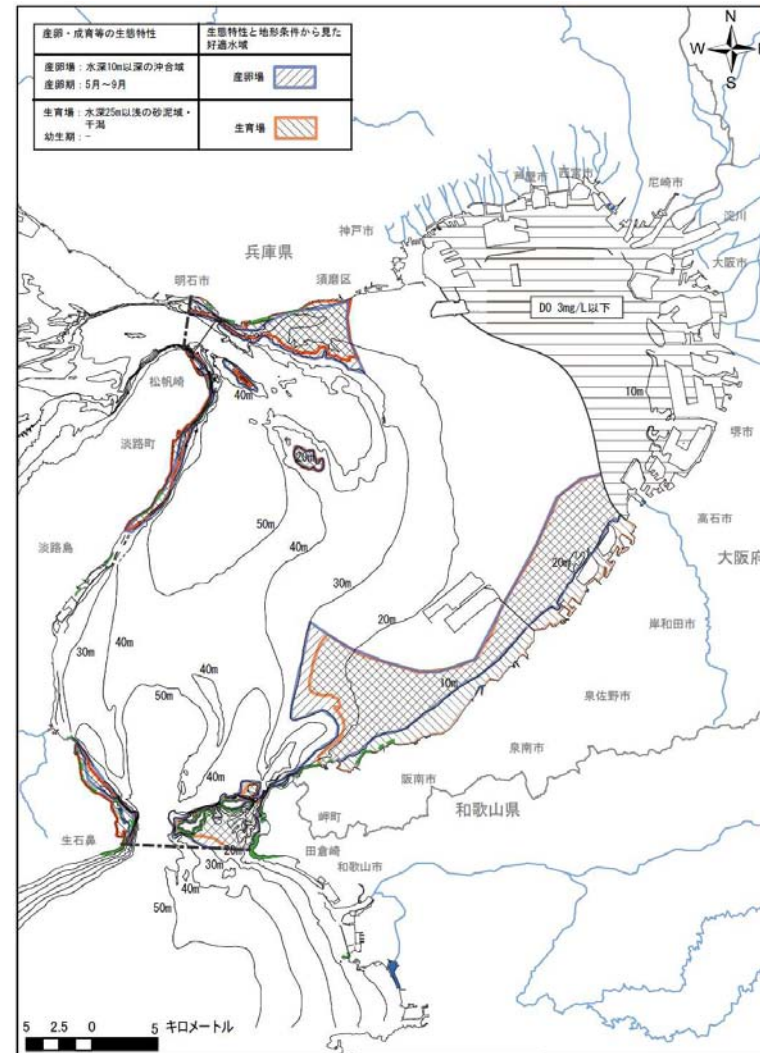 産卵・成育等の生態特性
生態特性と地形条件から見た
好適水域
産卵場：水深10m以深の沖合域
産卵期：5月～9月
産卵場
生育場：水深25m以浅の砂泥域・
干潟
幼生期：-
生育場
N
W
S
芦屋市
西宮市
尼崎市
神戸市
淀川
兵庫県
大阪市
明石市
須磨区
DO 3mg/L以下
松帆崎
40m
10m
淡路町
堺市
20m
50m
高石市
淡路島
40m
20m
大阪府
30m
30m
40m
20m
岸和田市
40m
10m
50m
泉佐野市
泉南市
40m
阪南市
岬町
和歌山県
生石鼻
田倉崎
20m
30m
和歌山市
40m
50m
5 2.5 0 5 キロメートル